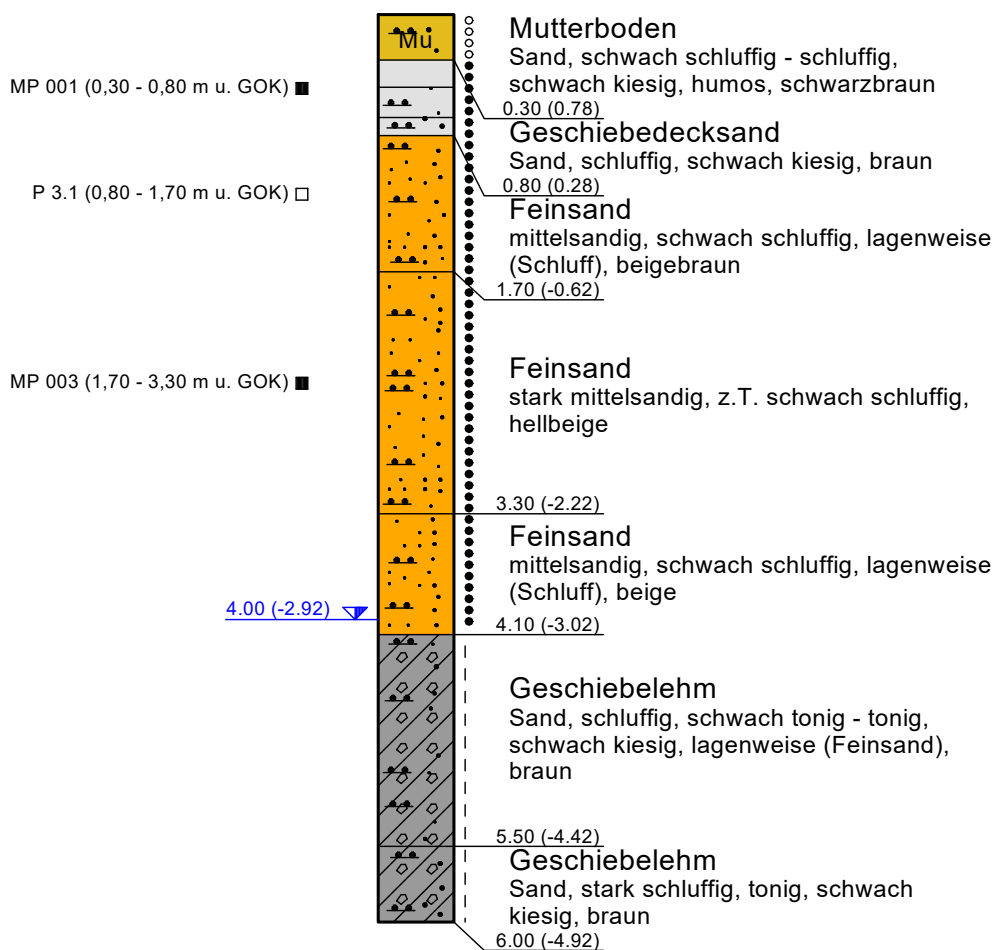 Mu
Mutterboden
Sand, schwach schluffig - schluffig,
schwach kiesig, humos, schwarzbraun
MP 001 (0,30 - 0,80 m u. GOK)
0.30 (0.78)
Geschiebedecksand
Sand, schluffig, schwach kiesig, braun
0.80 (0.28)
P 3.1 (0,80 - 1,70 m u. GOK)
Feinsand
mittelsandig, schwach schluffig, lagenweise
(Schluff), beigebraun
1.70 (-0.62)
Feinsand
MP 003 (1,70 - 3,30 m u. GOK)
stark mittelsandig, z.T. schwach schluffig,
hellbeige
3.30 (-2.22)
Feinsand
mittelsandig, schwach schluffig, lagenweise
(Schluff), beige
4.00 (-2.92)
4.10 (-3.02)
Geschiebelehm
Sand, schluffig, schwach tonig - tonig,
schwach kiesig, lagenweise (Feinsand),
braun
5.50 (-4.42)
Geschiebelehm
Sand, stark schluffig, tonig, schwach
kiesig, braun
6.00 (-4.92)